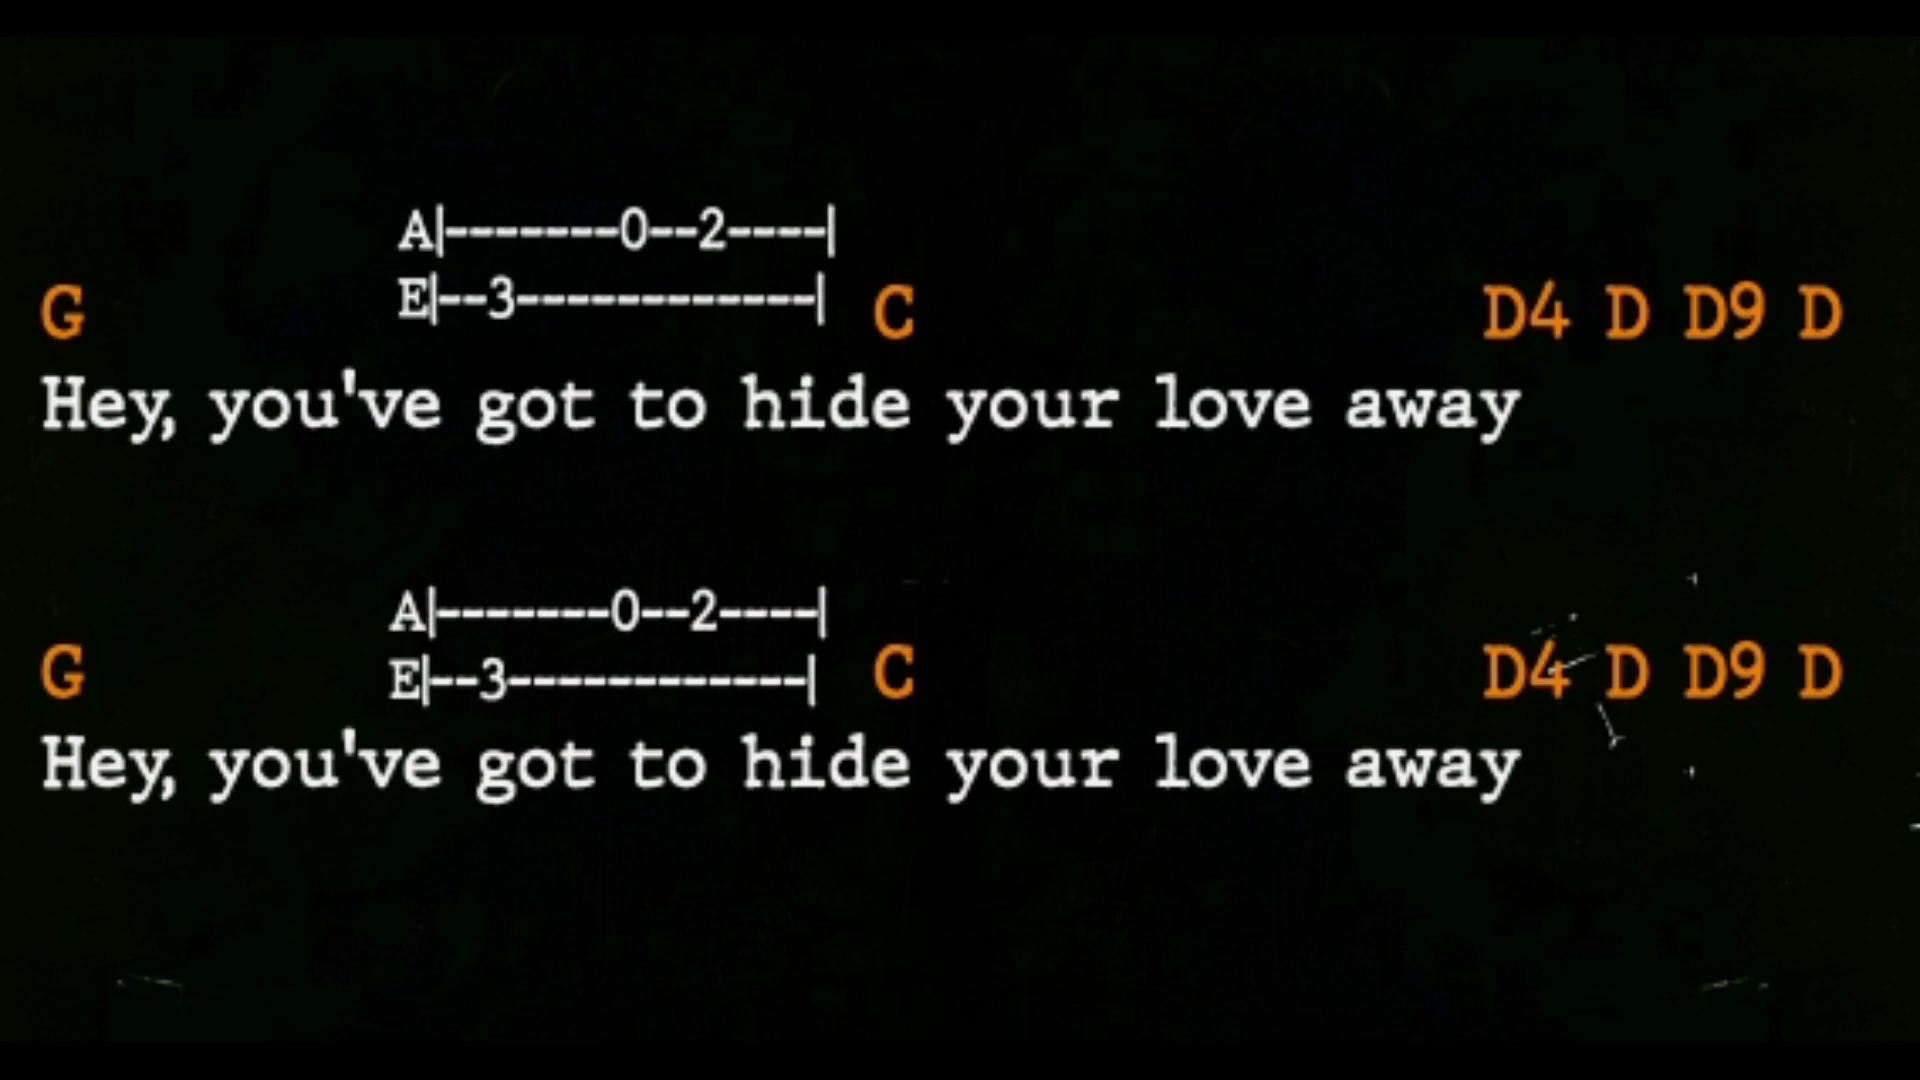 A|-------0--2----|
G E|--3------------| C D4 D D9 D
Hey, you've got to hide your love away
A|-------0--2----|
G E|--3------------| C D4 D D9 D
Hey, you've got to hide your love away